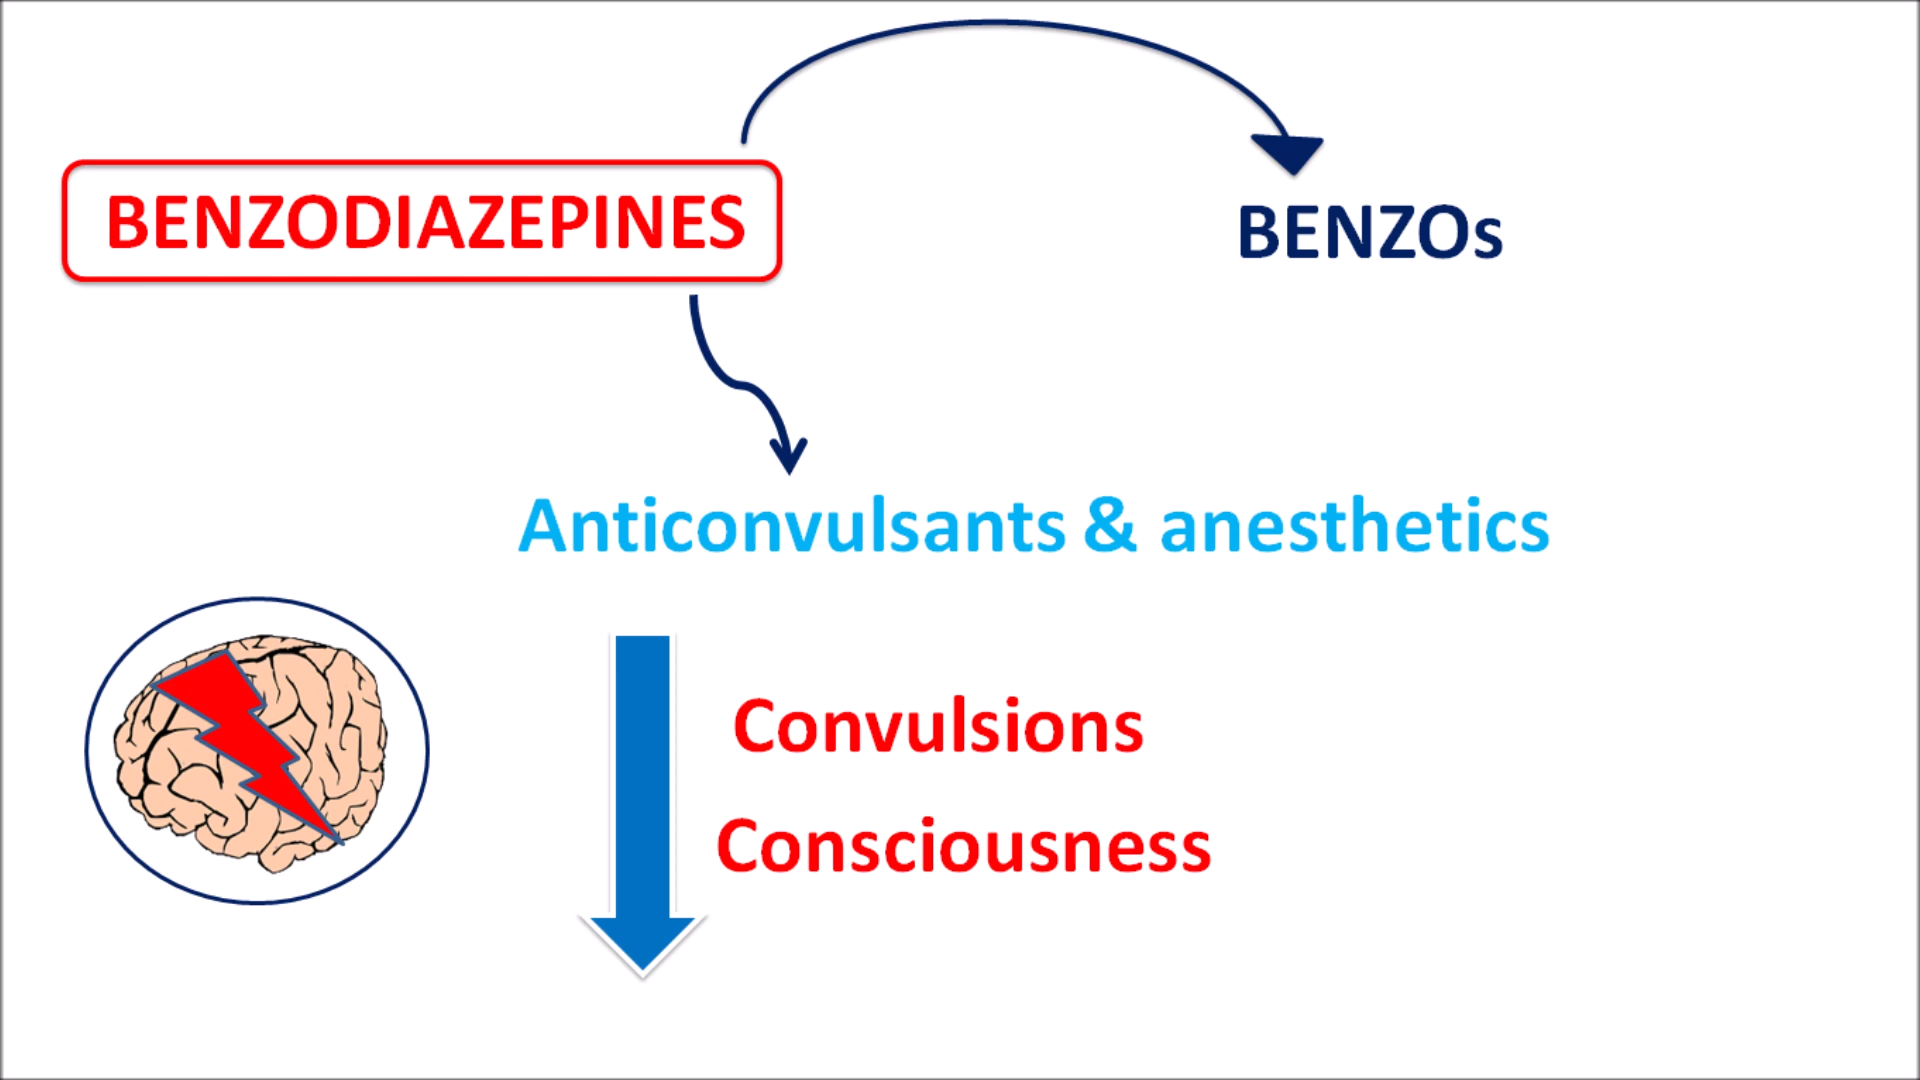 BENZODIAZEPINES
BENZOs
Anticonvulsants & anesthetics
Convulsions
Consciousness